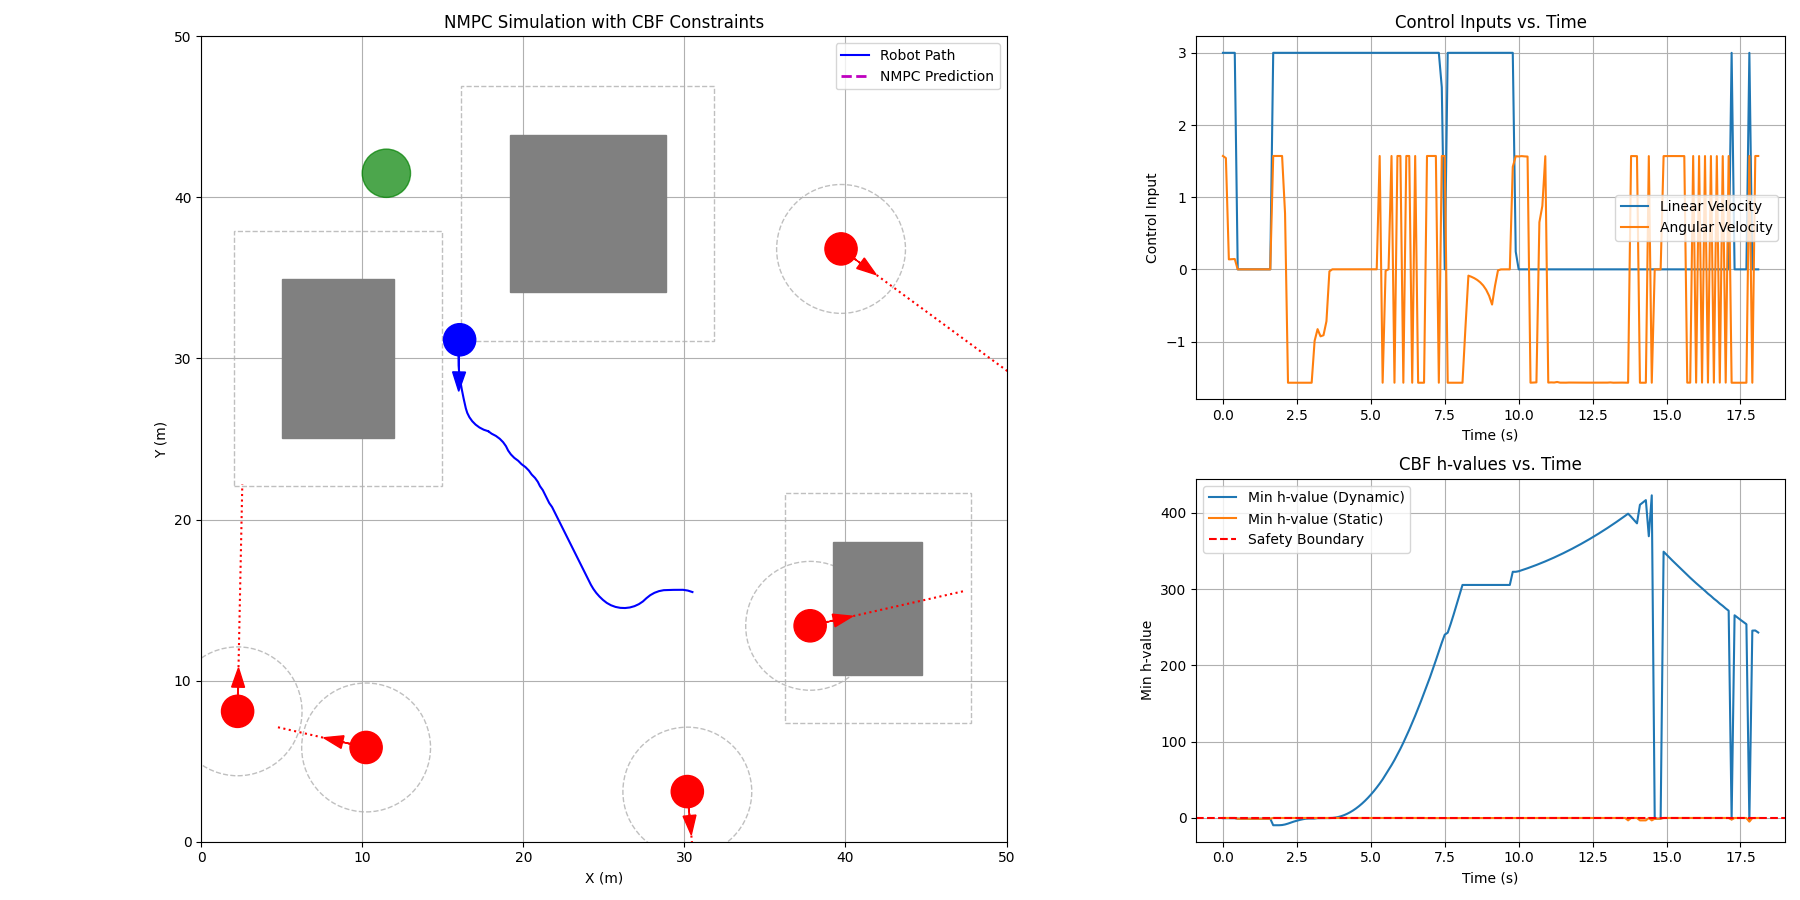 NMPC Simulation with CBF Constraints
50
40
30
20
10
0
Y (m)
Robot Path
NMPC Prediction
0
10
20
30
40
50
X (m)
Control Inputs vs. Time
3
2
1
0
−1
Control Input
Linear Velocity
Angular Velocity
0.0
2.5
5.0
7.5
10.0
12.5
15.0
17.5
Time (s)
CBF h-values vs. Time
400
300
200
100
0
Min h-value
Min h-value (Dynamic)
Min h-value (Static)
Safety Boundary
0.0
2.5
5.0
7.5
10.0
12.5
15.0
17.5
Time (s)